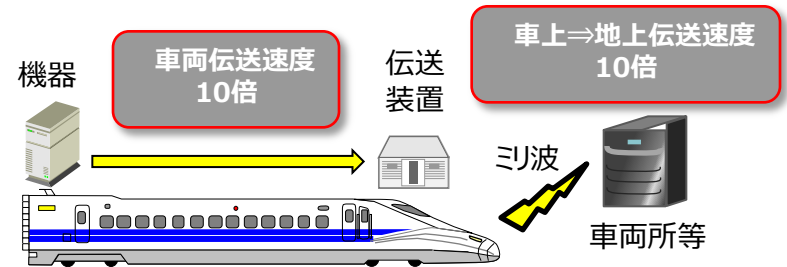 機器
車両伝送速度
10倍
伝送
装置
車上⇒地上伝送速度
10倍
ミリ波
車両所等